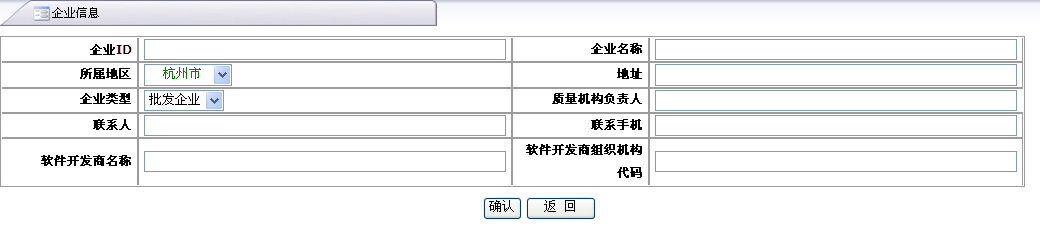 企业信息
企业ID
企业名称
所属地区 杭州市
地址
企业类型 批发企业
质量机构负责人
联系人
联系手机
软件开发商名称
软件开发商组织机构
代码
确认 返 回